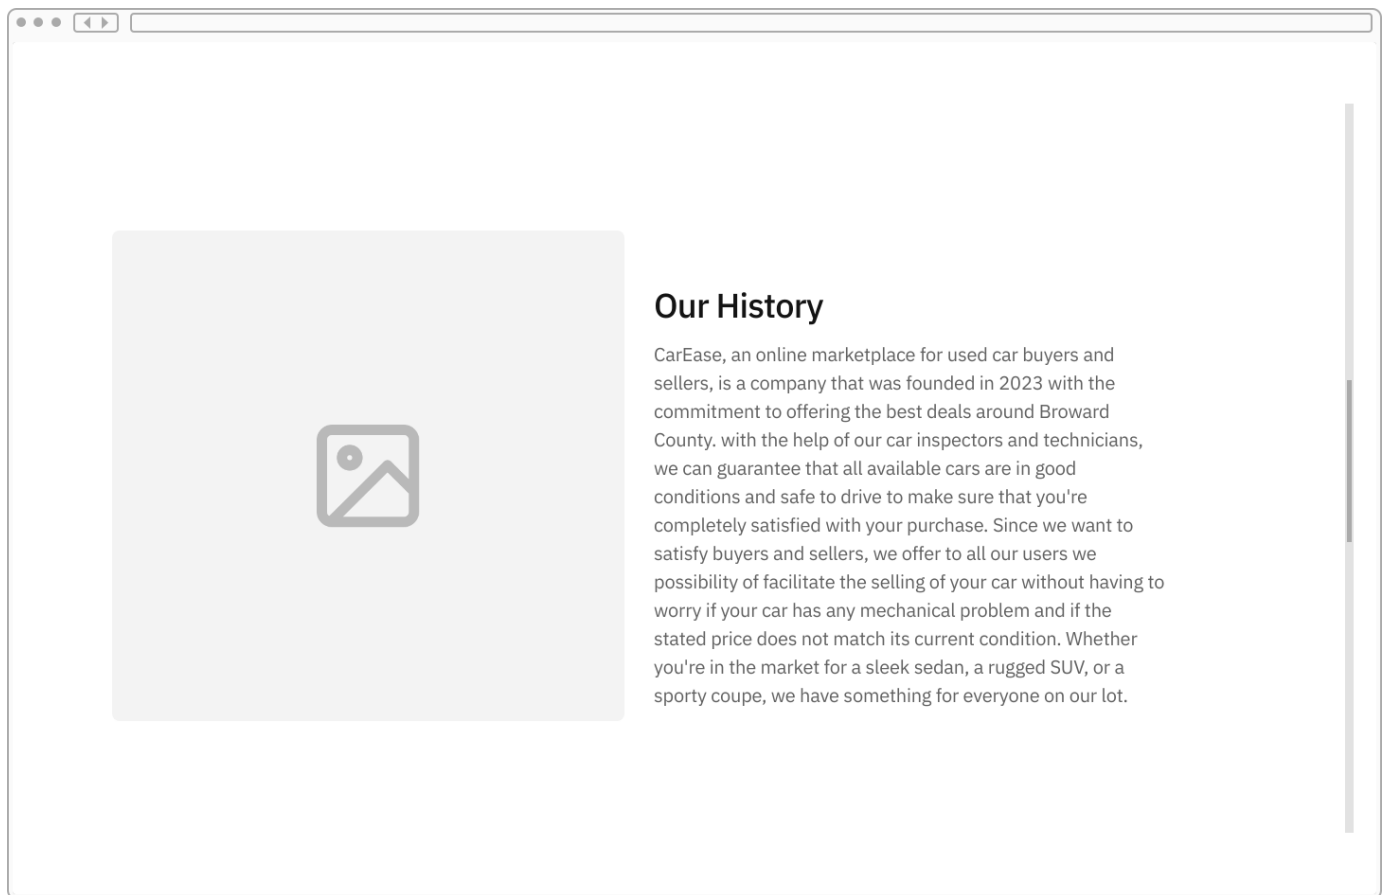 Our History
CarEase, an online marketplace for used car buyers and
sellers, is a company that was founded in 2023 with the
commitment to offering the best deals around Broward
County. with the help of our car inspectors and technicians,
we can guarantee that all available cars are in good
conditions and safe to drive to make sure that you're
completely satisfied with your purchase. Since we want to
satisfy buyers and sellers, we offer to all our users we
possibility of facilitate the selling of your car without having to
worry if your car has any mechanical problem and if the
stated price does not match its current condition. Whether
you're in the market for a sleek sedan, a rugged SUV, or a
sporty coupe, we have something for everyone on our lot.